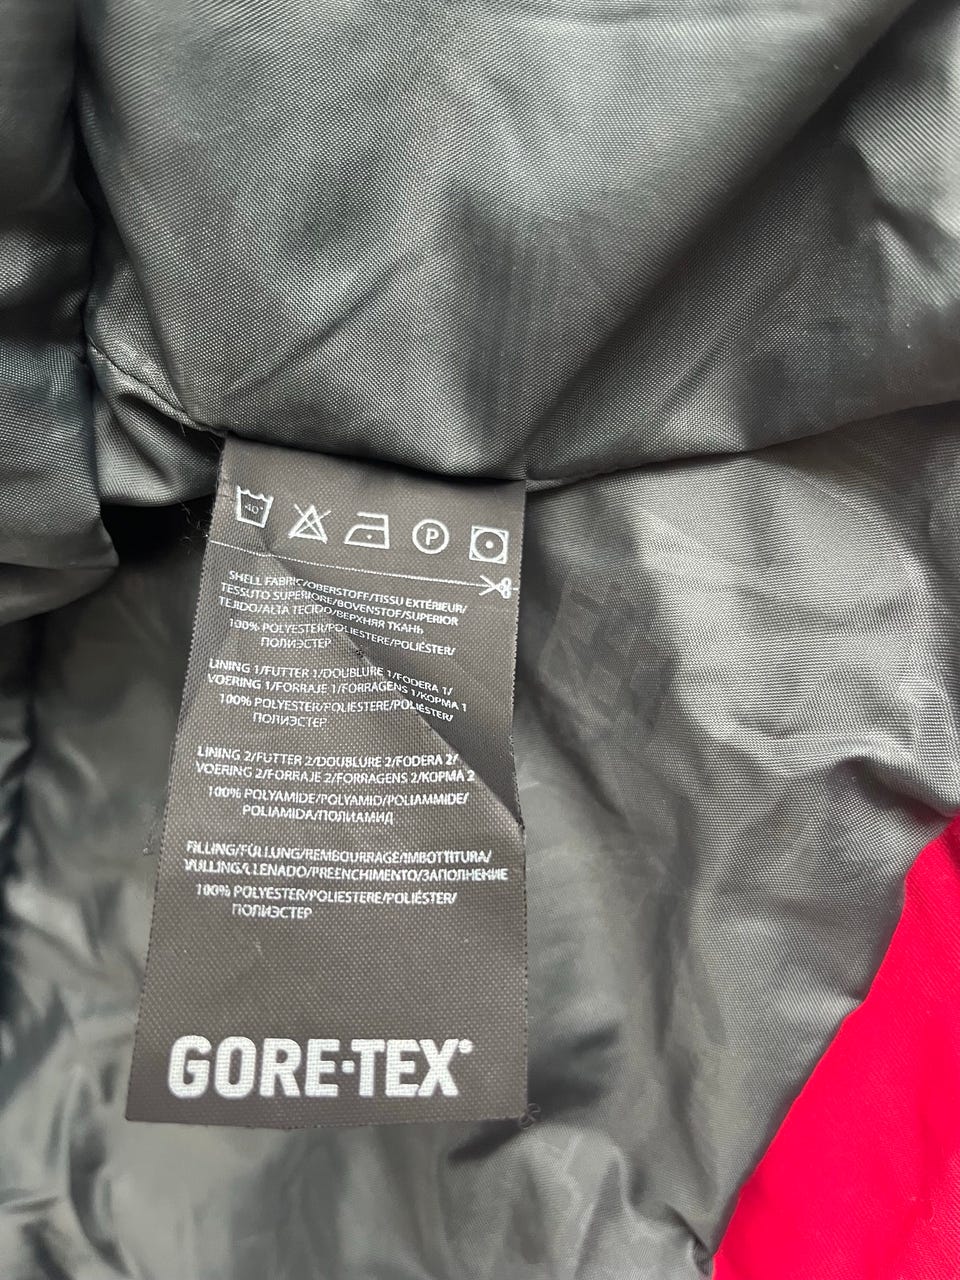 40°
P
SHELL FABRIC/OBERSTOFF/TISSU EXTÉRIEUR/
TESSUTO SUPERIORE/BOVENSTOF/SUPERIOR
TEJIDO/ALTA TECIDO/ВЕРХНЯЯ ТКАНЬ
100% POLYESTER/POLIESTERE/POLIÉSTER/
ПОЛИЭСТЕР
LINING 1/FUTTER 1/DOUBLURE 1/FODERA 1/
VOERING 1/FORRAJE 1/FORRAGENS 1/КОРМА 1
100% POLYESTER/POLIESTERE/POLIÉSTER/
ПОЛИЭСТЕР
LINING 2/FUTTER 2/DOUBLURE 2/FODERA 2/
VOERING 2/FORRAJE 2/FORRAGENS 2/КОРМА 2
100% POLYAMIDE/POLYAMID/POLIAMMIDE/
POLIAMIDA/ПОЛИАМИД
FILLING/FÜLLUNG/REMBOURRAGE/IMBOTTITURA/
VULLING/LLENADO/PREENCHIMENTO/ЗАПОЛНЕНИЕ
100% POLYESTER/POLIESTERE/POLIÉSTER/
ПОЛИЭСТЕР
GORE-TEX®